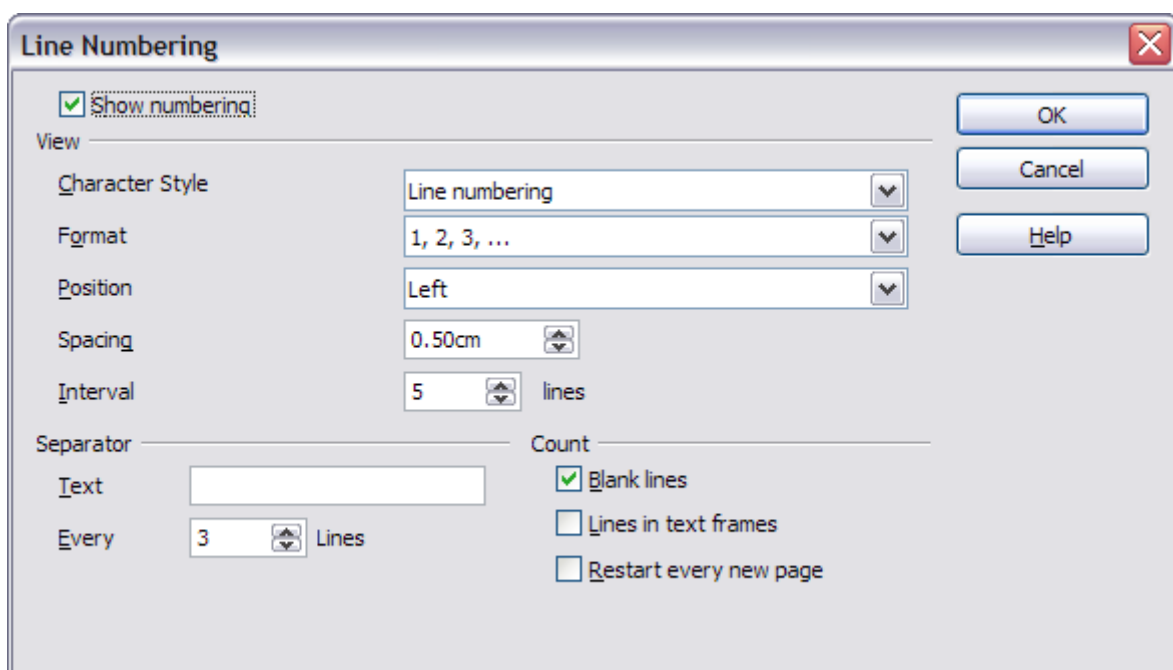 Line Numbering
Show numbering
OK
View
Cancel
Character Style
Line numbering
Format
1, 2, 3, ...
Help
Position
Left
Spacing
0.50cm
Interval
5
lines
Separator
Count
Text
Blank lines
Every
3
Lines
Lines in text frames
Restart every new page